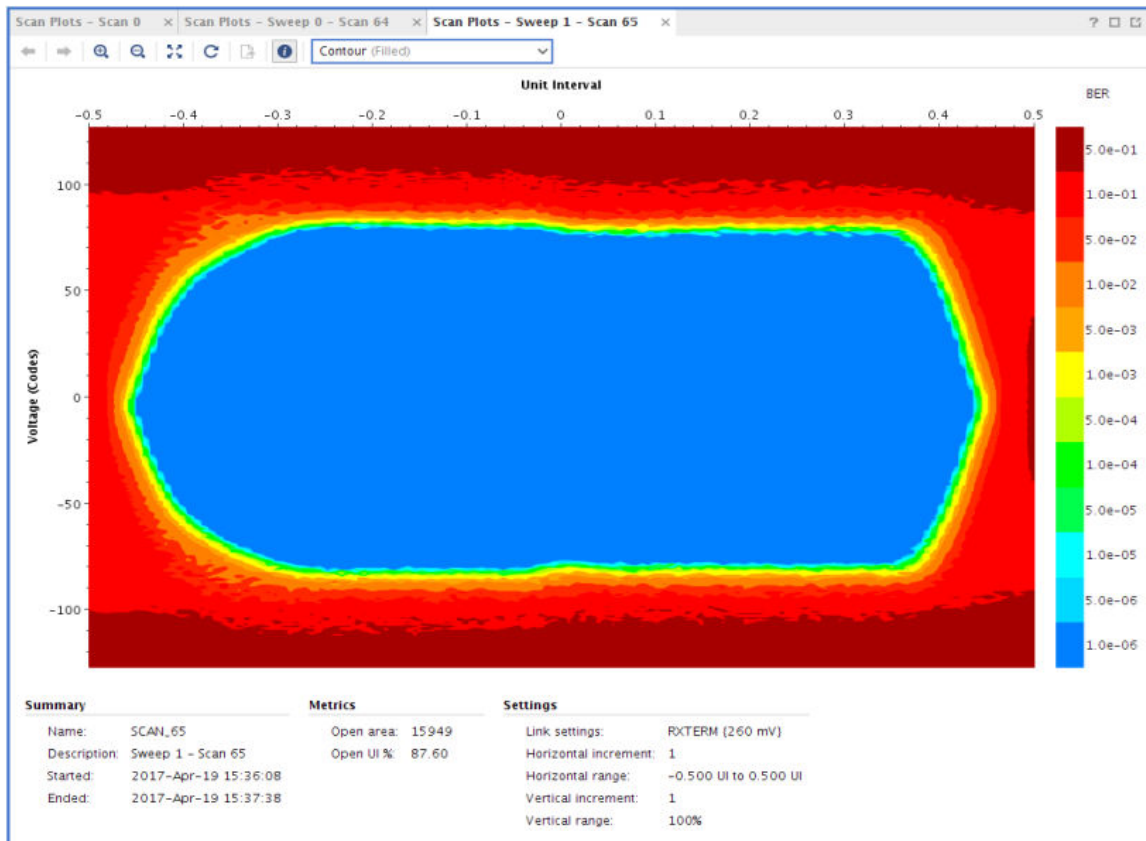 Scan Plots - Scan 0 × Scan Plots - Sweep 0 - Scan 64 × Scan Plots - Sweep 1 - Scan 65 × ?
Contour (Filled)
Unit Interval
BER
-0.5 -0.4 -0.3 -0.2 -0.1 0 0.1 0.2 0.3 0.4 0.5
Voltage (Codes)
100
50
0
-50
-100
5.0e-01
1.0e-01
5.0e-02
1.0e-02
5.0e-03
1.0e-03
5.0e-04
1.0e-04
5.0e-05
1.0e-05
5.0e-06
1.0e-06
Summary
Name: SCAN_65
Description: Sweep 1 - Scan 65
Started: 2017-Apr-19 15:36:08
Ended: 2017-Apr-19 15:37:38
Metrics
Open area: 15949
Open UI %: 87.60
Settings
Link settings: RXTERM {260 mV}
Horizontal increment: 1
Horizontal range: -0.500 UI to 0.500 UI
Vertical increment: 1
Vertical range: 100%